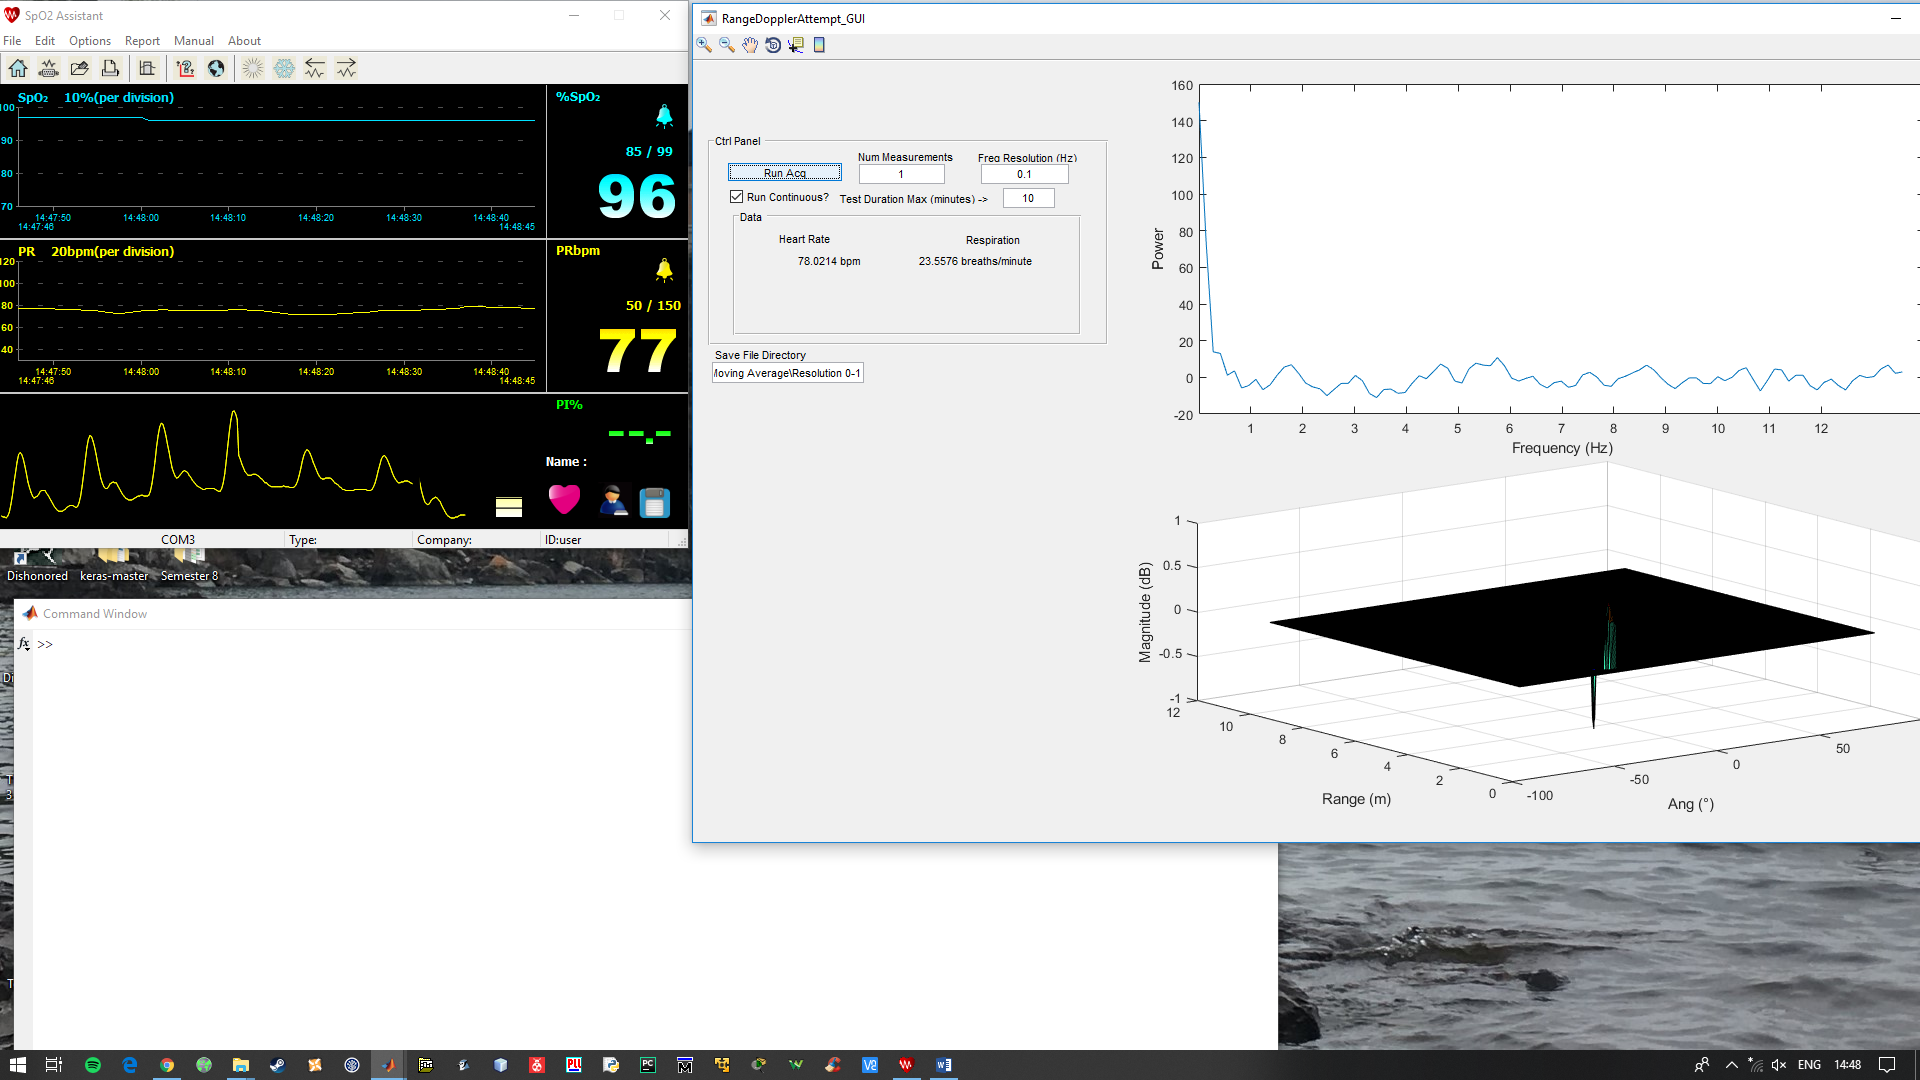 SpO2 Assistant
File Edit Options Report Manual About
SpO₂ 10%(per division)
100
90
80
70
14:47:50 14:48:00 14:48:10 14:48:20 14:48:30 14:48:40
14:47:46 14:48:45
%SpO₂
85 / 99
96
PR 20bpm(per division)
120
100
80
60
40
14:47:50 14:48:00 14:48:10 14:48:20 14:48:30 14:48:40
14:47:46 14:48:45
PRbpm
50 / 150
77
PI%
--.-
Name :
COM3 Type: Company: ID:user
Dishonored keras-master Semester 8
Command Window
fx >>
RangeDopplerAttempt_GUI
Ctrl Panel
Num Measurements Freq Resolution (Hz)
Run Acq 1 0.1
Run Continuous? Test Duration Max (minutes) -> 10
Data
Heart Rate Respiration
78.0214 bpm 23.5576 breaths/minute
Save File Directory
Moving Average\Resolution 0-1
160
140
120
100
80
60
40
20
0
-20
Power
1 2 3 4 5 6 7 8 9 10 11 12
Frequency (Hz)
1
0.5
0
-0.5
-1
Magnitude (dB)
12 10 8 6 4 2 0
Range (m)
-100 -50 0 50
Ang (°)
ENG 14:48